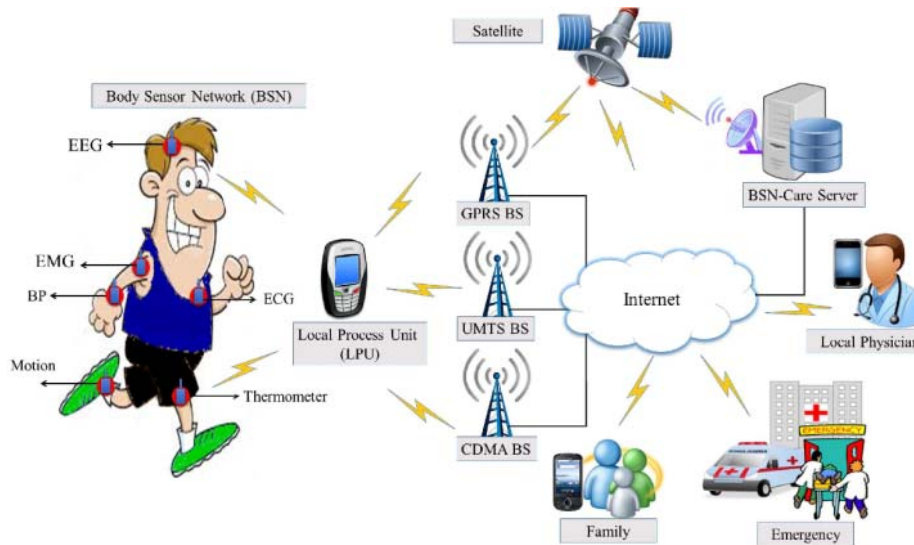 Satellite
Body Sensor Network (BSN)
EEG
GPRS BS
BSN-Care Server
EMG
BP
ECG
Internet
UMTS BS
Local Process Unit
(LPU)
Local Physician
Motion
Thermometer
CDMA BS
EMERGENCY
Family
Emergency